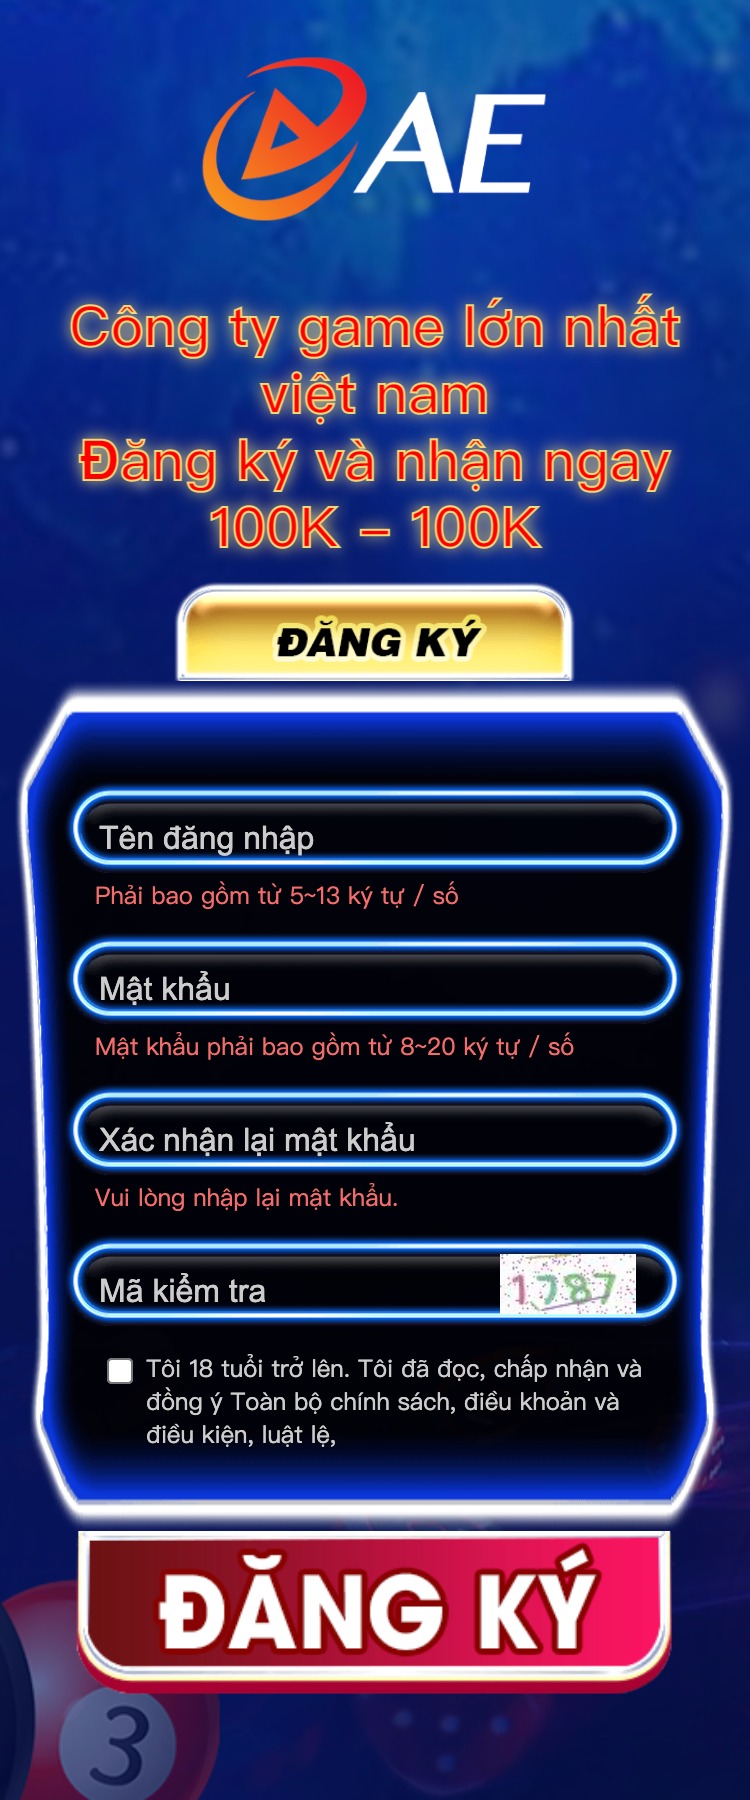 AE
Công ty game lớn nhất
việt nam
Đăng ký và nhận ngay
100K – 100K
ĐĂNG KÝ
Tên đăng nhập
Phải bao gồm từ 5~13 ký tự / số
Mật khẩu
Mật khẩu phải bao gồm từ 8~20 ký tự / số
Xác nhận lại mật khẩu
Vui lòng nhập lại mật khẩu.
Mã kiểm tra 1787
Tôi 18 tuổi trở lên. Tôi đã đọc, chấp nhận và
đồng ý Toàn bộ chính sách, điều khoản và
điều kiện, luật lệ,
ĐĂNG KÝ
3